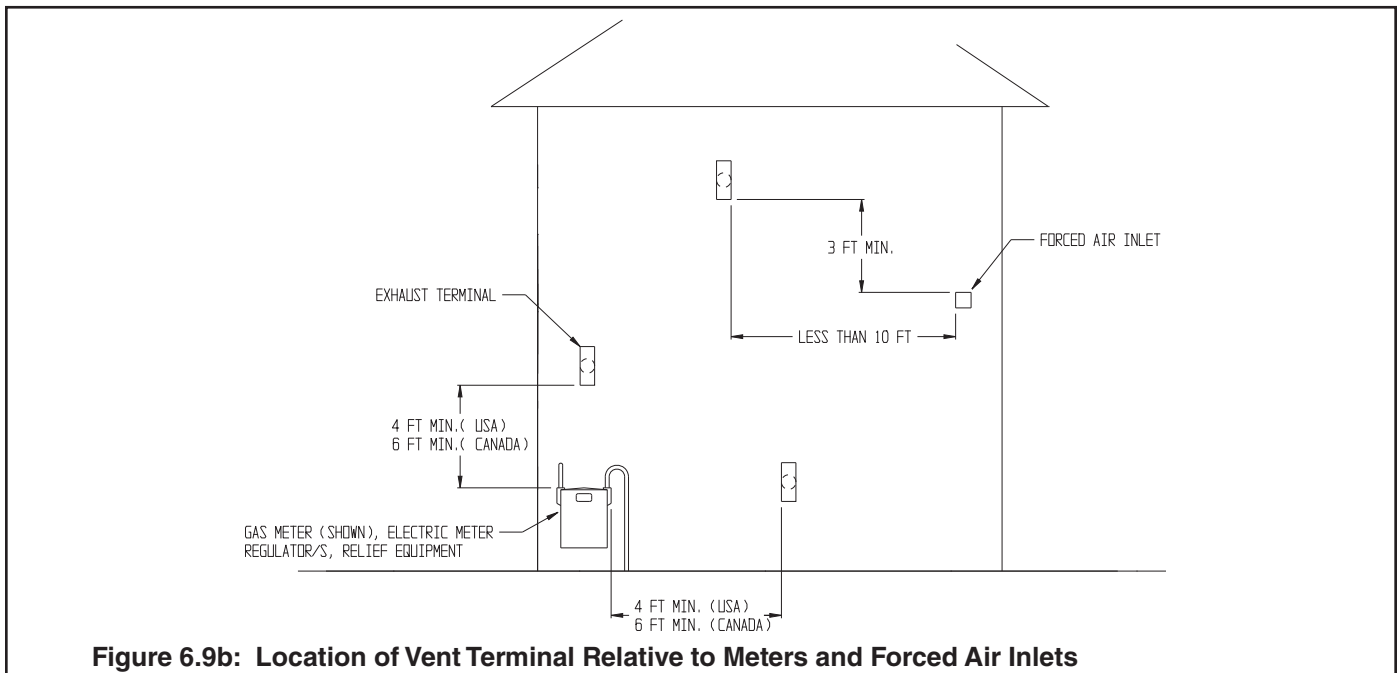 3 FT MIN.
FORCED AIR INLET
EXHAUST TERMINAL
LESS THAN 10 FT
4 FT MIN.( USA)
6 FT MIN.( CANADA)
GAS METER (SHOWN), ELECTRIC METER
REGULATOR/S, RELIEF EQUIPMENT
4 FT MIN. (USA)
6 FT MIN. (CANADA)
Figure 6.9b: Location of Vent Terminal Relative to Meters and Forced Air Inlets